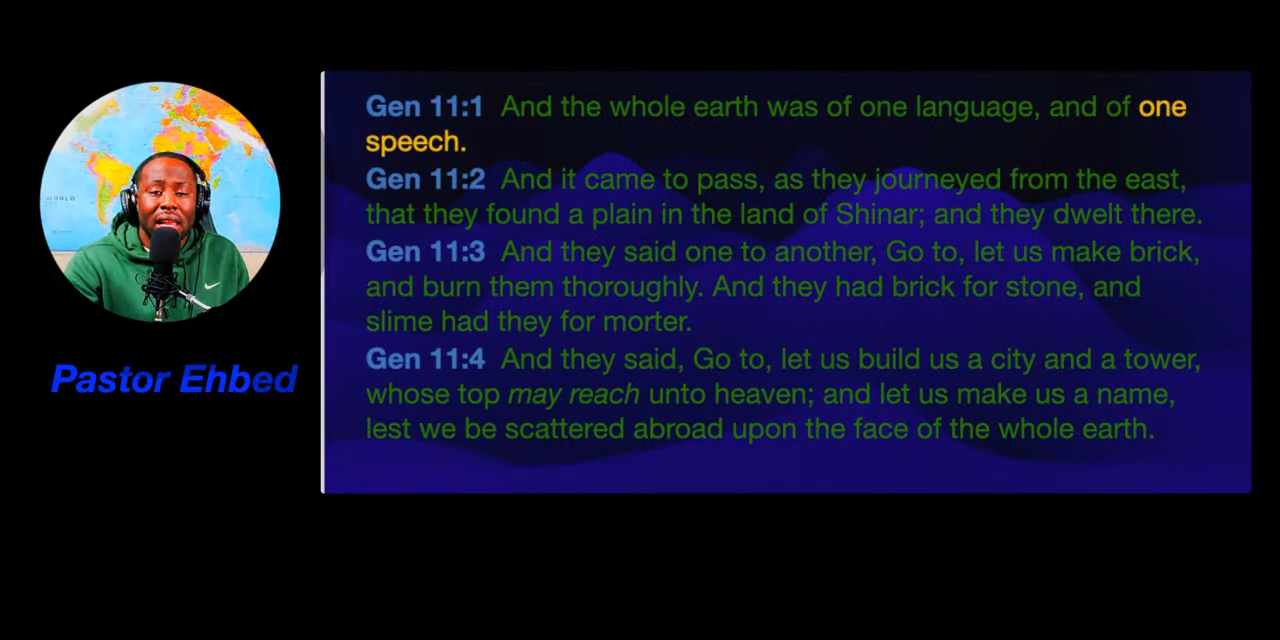 Gen 11:1 And the whole earth was of one language, and of one
speech.
Gen 11:2 And it came to pass, as they journeyed from the east,
that they found a plain in the land of Shinar; and they dwelt there.
Gen 11:3 And they said one to another, Go to, let us make brick,
and burn them thoroughly. And they had brick for stone, and
slime had they for morter.
Gen 11:4 And they said, Go to, let us build us a city and a tower,
whose top may reach unto heaven; and let us make us a name,
lest we be scattered abroad upon the face of the whole earth.
WORLD
Pastor Ehbed